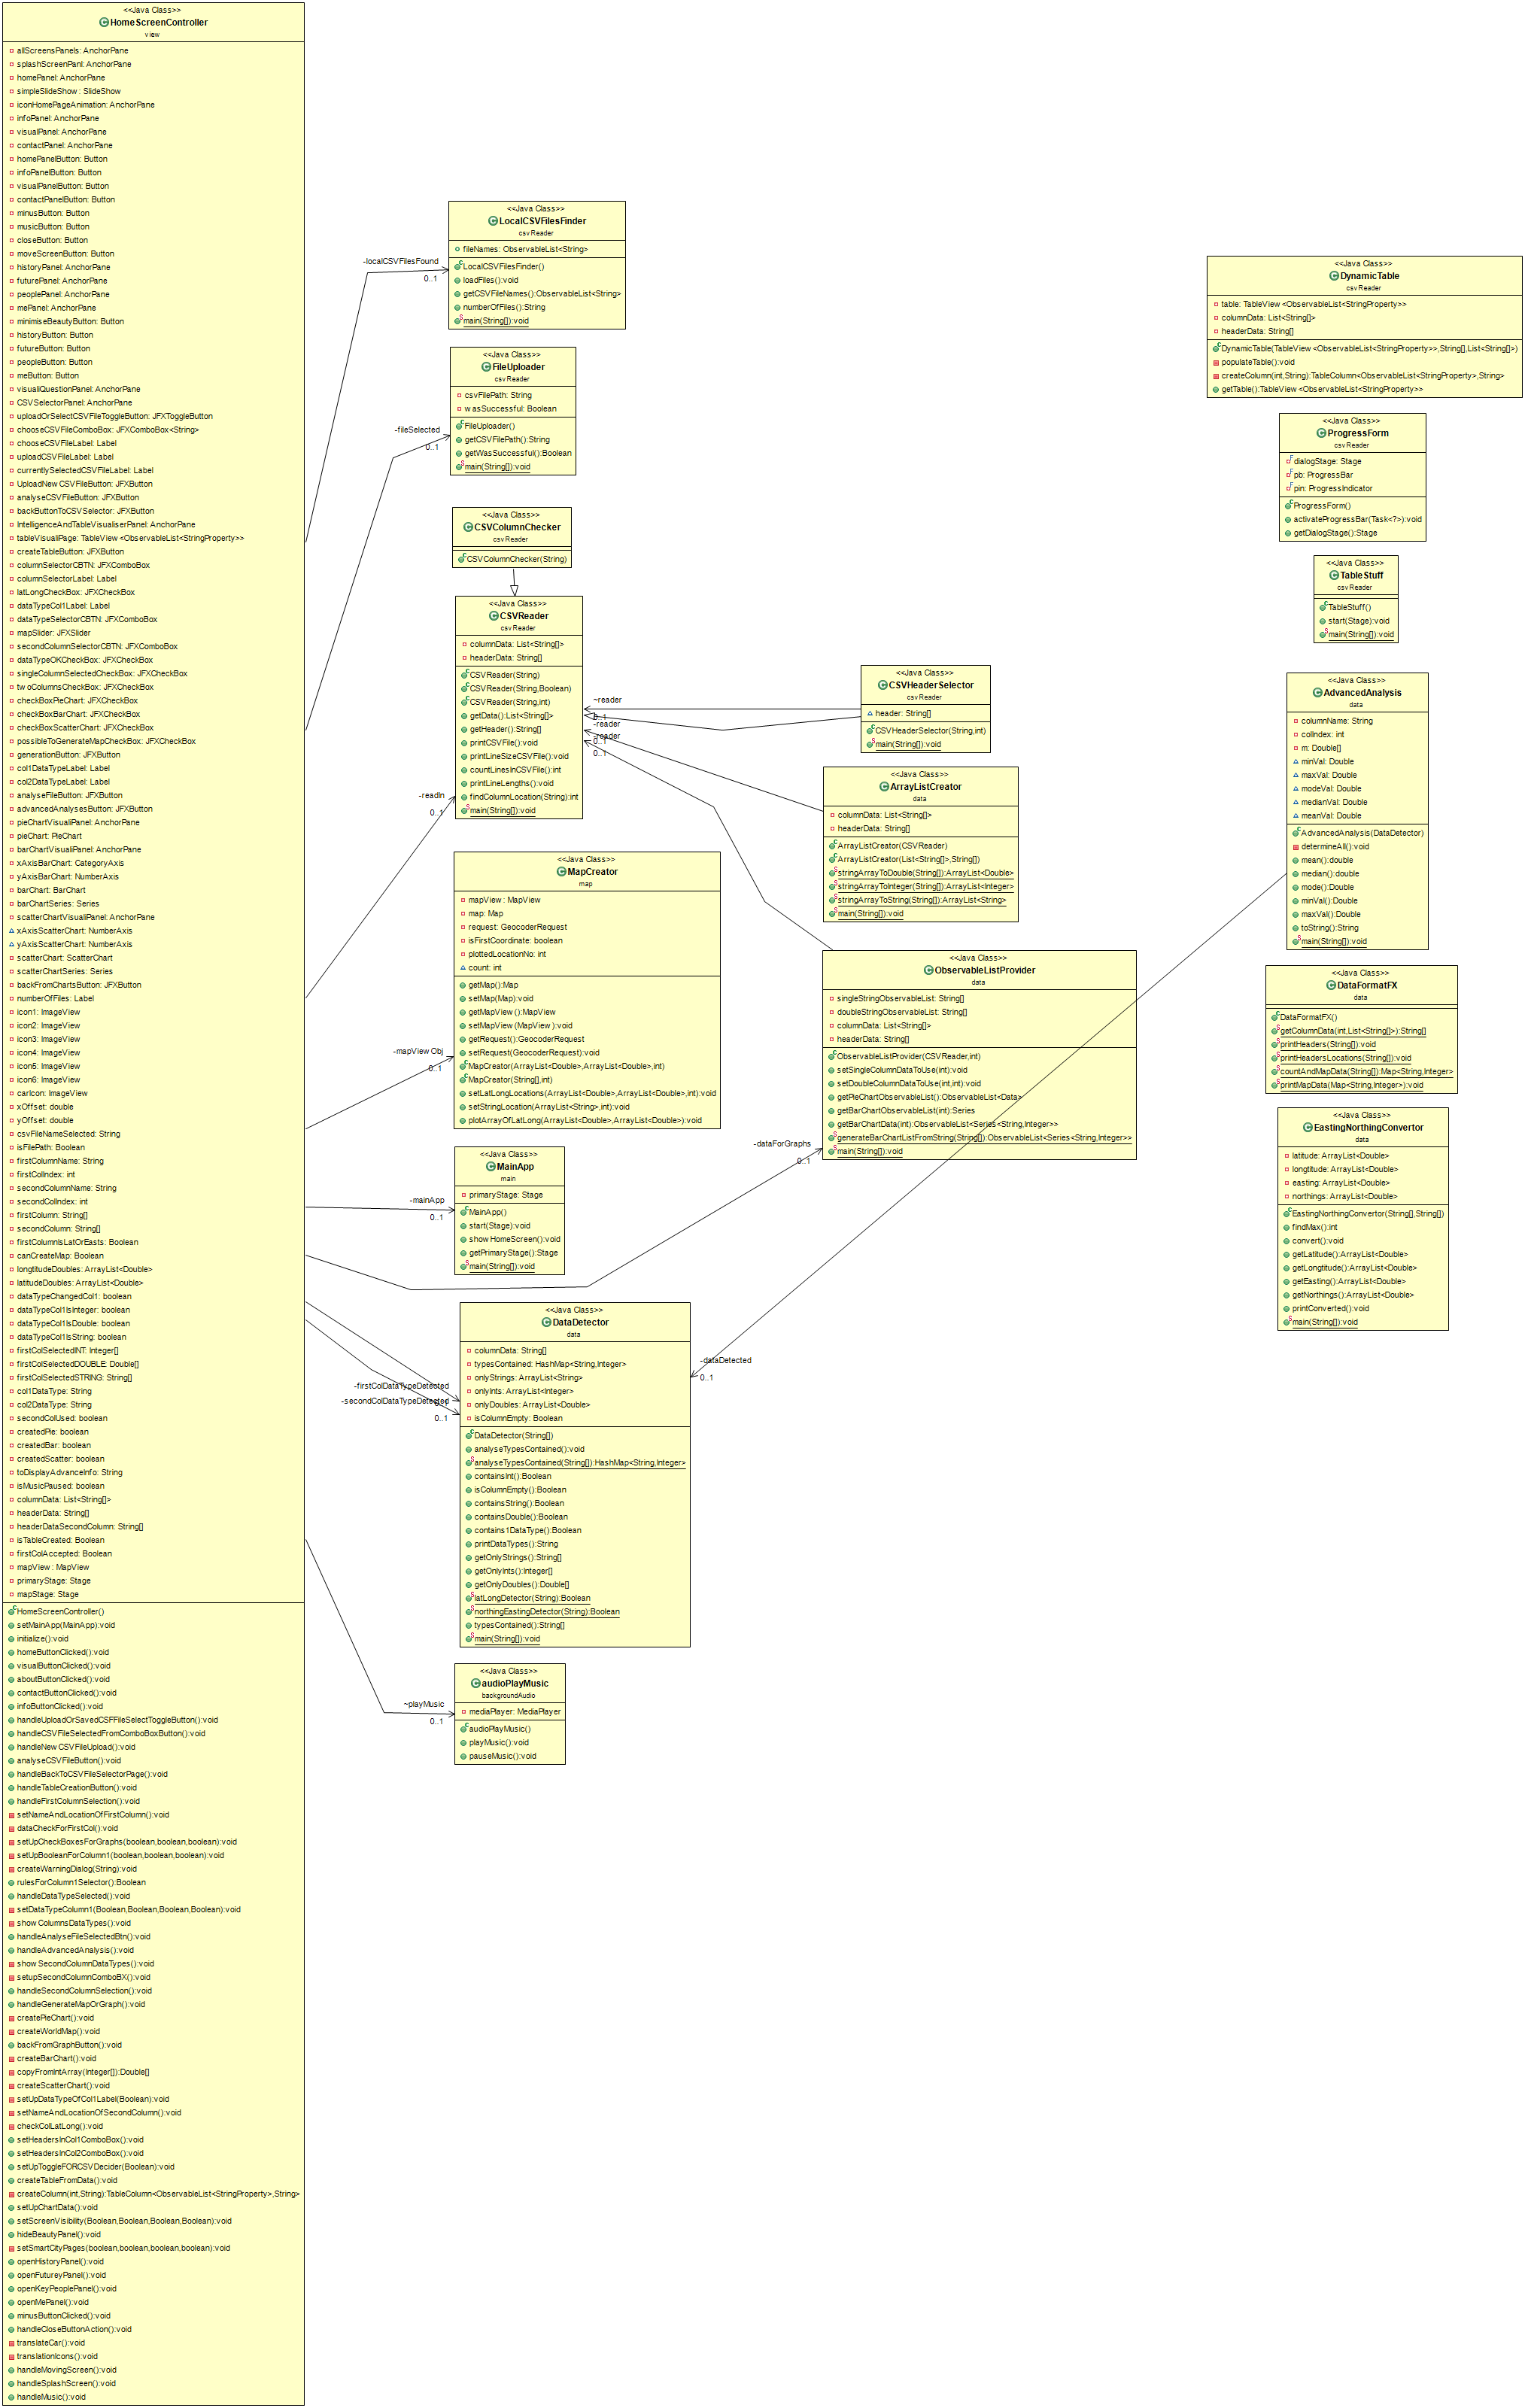 <<Java Class>>
HomeScreenController
view
allScreensPanels: AnchorPane
splashScreenPanl: AnchorPane
homePanel: AnchorPane
simpleSlideShow : SlideShow
iconHomePageAnimation: AnchorPane
infoPanel: AnchorPane
visualPanel: AnchorPane
contactPanel: AnchorPane
homePanelButton: Button
infoPanelButton: Button
visualPanelButton: Button
contactPanelButton: Button
minusButton: Button
musicButton: Button
closeButton: Button
moveScreenButton: Button
historyPanel: AnchorPane
futurePanel: AnchorPane
peoplePanel: AnchorPane
mePanel: AnchorPane
minimiseBeautyButton: Button
historyButton: Button
futureButton: Button
peopleButton: Button
meButton: Button
visualiQuestionPanel: AnchorPane
CSVSelectorPanel: AnchorPane
uploadOrSelectCSVFileToggleButton: JFXToggleButton
chooseCSVFileComboBox: JFXComboBox<String>
chooseCSVFileLabel: Label
uploadCSVFileLabel: Label
currentlySelectedCSVFileLabel: Label
UploadNewCSVFileButton: JFXButton
analyseCSVFileButton: JFXButton
backButtonToCSVSelector: JFXButton
IntelligenceAndTableVisualiserPanel: AnchorPane
tableVisualiPage: TableView <ObservableList<StringProperty>>
createTableButton: JFXButton
columnSelectorCBTN: JFXComboBox
columnSelectorLabel: Label
latLongCheckBox: JFXCheckBox
dataTypeCol1Label: Label
dataTypeSelectorCBTN: JFXComboBox
mapSlider: JFXSlider
secondColumnSelectorCBTN: JFXComboBox
dataTypeOKCheckBox: JFXCheckBox
singleColumnSelectedCheckBox: JFXCheckBox
twoColumnsCheckBox: JFXCheckBox
checkBoxPieChart: JFXCheckBox
checkBoxBarChart: JFXCheckBox
checkBoxScatterChart: JFXCheckBox
possibleToGenerateMapCheckBox: JFXCheckBox
generationButton: JFXButton
col1DataTypeLabel: Label
col2DataTypeLabel: Label
analyseFileButton: JFXButton
advancedAnalysesButton: JFXButton
pieChartVisualiPanel: AnchorPane
pieChart: PieChart
barChartVisualiPanel: AnchorPane
xAxisBarChart: CategoryAxis
yAxisBarChart: NumberAxis
barChart: BarChart
barChartSeries: Series
scatterChartVisualiPanel: AnchorPane
xAxisScatterChart: NumberAxis
yAxisScatterChart: NumberAxis
scatterChart: ScatterChart
scatterChartSeries: Series
backFromChartsButton: JFXButton
numberOfFiles: Label
icon1: ImageView
icon2: ImageView
icon3: ImageView
icon4: ImageView
icon5: ImageView
icon6: ImageView
carIcon: ImageView
xOffset: double
yOffset: double
csvFileNameSelected: String
isFilePath: Boolean
firstColumnName: String
firstColIndex: int
secondColumnName: String
secondColIndex: int
firstColumn: String[]
secondColumn: String[]
firstColumnIsLatOrEasts: Boolean
canCreateMap: Boolean
longtitudeDoubles: ArrayList<Double>
latitudeDoubles: ArrayList<Double>
dataTypeChangedCol1: boolean
dataTypeCol1IsInteger: boolean
dataTypeCol1IsDouble: boolean
dataTypeCol1IsString: boolean
firstColSelectedINT: Integer[]
firstColSelectedDOUBLE: Double[]
firstColSelectedSTRING: String[]
col1DataType: String
col2DataType: String
secondColUsed: boolean
createdPie: boolean
createdBar: boolean
createdScatter: boolean
toDisplayAdvanceInfo: String
isMusicPaused: boolean
columnData: List<String[]>
headerData: String[]
headerDataSecondColumn: String[]
isTableCreated: Boolean
firstColAccepted: Boolean
mapView : MapView
primaryStage: Stage
mapStage: Stage
HomeScreenController()
setMainApp(MainApp):void
initialize():void
homeButtonClicked():void
visualButtonClicked():void
aboutButtonClicked():void
contactButtonClicked():void
infoButtonClicked():void
handleUploadOrSavedCSFFileSelectToggleButton():void
handleCSVFileSelectedFromComboBoxButton():void
handleNewCSVFileUpload():void
analyseCSVFileButton():void
handleBackToCSVFileSelectorPage():void
handleTableCreationButton():void
handleFirstColumnSelection():void
setNameAndLocationOfFirstColumn():void
dataCheckForFirstCol():void
setUpCheckBoxesForGraphs(boolean,boolean,boolean):void
setUpBooleanForColumn1(boolean,boolean,boolean):void
createWarningDialog(String):void
rulesForColumn1Selector():Boolean
handleDataTypeSelected():void
setDataTypeColumn1(Boolean,Boolean,Boolean,Boolean):void
showColumnsDataTypes():void
handleAnalyseFileSelectedBtn():void
handleAdvancedAnalysis():void
showSecondColumnDataTypes():void
setupSecondColumnComboBX():void
handleSecondColumnSelection():void
handleGenerateMapOrGraph():void
createPieChart():void
createWorldMap():void
backFromGraphButton():void
createBarChart():void
copyFromIntArray(Integer[]):Double[]
createScatterChart():void
setUpDataTypeOfCol1Label(Boolean):void
setNameAndLocationOfSecondColumn():void
checkColLatLong():void
setHeadersInCol1ComboBox():void
setHeadersInCol2ComboBox():void
setUpToggleFORCSVDecider(Boolean):void
createTableFromData():void
createColumn(int,String):TableColumn<ObservableList<StringProperty>,String>
setUpChartData():void
setScreenVisibility(Boolean,Boolean,Boolean,Boolean):void
hideBeautyPanel():void
setSmartCityPages(boolean,boolean,boolean,boolean):void
openHistoryPanel():void
openFutureyPanel():void
openKeyPeoplePanel():void
openMePanel():void
minusButtonClicked():void
handleCloseButtonAction():void
translateCar():void
translationIcons():void
handleMovingScreen():void
handleSplashScreen():void
handleMusic():void
-localCSVFilesFound
0..1
-fileSelected
0..1
-readIn
0..1
-mapViewObj
0..1
-mainApp
0..1
-dataForGraphs
0..1
-firstColDataTypeDetected
0..1
-secondColDataTypeDetected
0..1
~playMusic
0..1
<<Java Class>>
LocalCSVFilesFinder
csvReader
fileNames: ObservableList<String>
LocalCSVFilesFinder()
loadFiles():void
getCSVFileNames():ObservableList<String>
numberOfFiles():String
main(String[]):void
<<Java Class>>
FileUploader
csvReader
csvFilePath: String
wasSuccessful: Boolean
FileUploader()
getCSVFilePath():String
getWasSuccessful():Boolean
main(String[]):void
<<Java Class>>
CSVColumnChecker
csvReader
CSVColumnChecker(String)
<<Java Class>>
CSVReader
csvReader
columnData: List<String[]>
headerData: String[]
CSVReader(String)
CSVReader(String,Boolean)
CSVReader(String,int)
getData():List<String[]>
getHeader():String[]
printCSVFile():void
printLineSizeCSVFile():void
countLinesInCSVFile():int
printLineLengths():void
findColumnLocation(String):int
main(String[]):void
~reader
0..1
-reader
0..1
-reader
0..1
<<Java Class>>
MapCreator
map
mapView : MapView
map: Map
request: GeocoderRequest
isFirstCoordinate: boolean
plottedLocationNo: int
count: int
getMap():Map
setMap(Map):void
getMapView():MapView
setMapView(MapView):void
getRequest():GeocoderRequest
setRequest(GeocoderRequest):void
MapCreator(ArrayList<Double>,ArrayList<Double>,int)
MapCreator(String[],int)
setLatLongLocations(ArrayList<Double>,ArrayList<Double>,int):void
setStringLocation(ArrayList<String>,int):void
plotArrayOfLatLong(ArrayList<Double>,ArrayList<Double>):void
<<Java Class>>
MainApp
main
primaryStage: Stage
MainApp()
start(Stage):void
showHomeScreen():void
getPrimaryStage():Stage
main(String[]):void
<<Java Class>>
DataDetector
data
columnData: String[]
typesContained: HashMap<String,Integer>
onlyStrings: ArrayList<String>
onlyInts: ArrayList<Integer>
onlyDoubles: ArrayList<Double>
isColumnEmpty: Boolean
DataDetector(String[])
analyseTypesContained():void
analyseTypesContained(String[]):HashMap<String,Integer>
containsInt():Boolean
isColumnEmpty():Boolean
containsString():Boolean
containsDouble():Boolean
contains1DataType():Boolean
printDataTypes():String
getOnlyStrings():String[]
getOnlyInts():Integer[]
getOnlyDoubles():Double[]
latLongDetector(String):Boolean
northingEastingDetector(String):Boolean
typesContained():String[]
main(String[]):void
-dataDetected
0..1
<<Java Class>>
audioPlayMusic
backgroundAudio
mediaPlayer: MediaPlayer
audioPlayMusic()
playMusic():void
pauseMusic():void
<<Java Class>>
CSVHeaderSelector
csvReader
header: String[]
CSVHeaderSelector(String,int)
main(String[]):void
<<Java Class>>
ArrayListCreator
data
columnData: List<String[]>
headerData: String[]
ArrayListCreator(CSVReader)
ArrayListCreator(List<String[]>,String[])
stringArrayToDouble(String[]):ArrayList<Double>
stringArrayToInteger(String[]):ArrayList<Integer>
stringArrayToString(String[]):ArrayList<String>
main(String[]):void
<<Java Class>>
ObservableListProvider
data
singleStringObservableList: String[]
doubleStringObservableList: String[]
columnData: List<String[]>
headerData: String[]
ObservableListProvider(CSVReader,int)
setSingleColumnDataToUse(int):void
setDoubleColumnDataToUse(int,int):void
getPieChartObservableList():ObservableList<Data>
getBarChartObservableList(int):Series
getBarChartData(int):ObservableList<Series<String,Integer>>
generateBarChartListFromString(String[]):ObservableList<Series<String,Integer>>
main(String[]):void
<<Java Class>>
DynamicTable
csvReader
table: TableView <ObservableList<StringProperty>>
columnData: List<String[]>
headerData: String[]
DynamicTable(TableView <ObservableList<StringProperty>>,String[],List<String[]>)
populateTable():void
createColumn(int,String):TableColumn<ObservableList<StringProperty>,String>
getTable():TableView <ObservableList<StringProperty>>
<<Java Class>>
ProgressForm
csvReader
dialogStage: Stage
pb: ProgressBar
pin: ProgressIndicator
ProgressForm()
activateProgressBar(Task<?>):void
getDialogStage():Stage
<<Java Class>>
TableStuff
csvReader
TableStuff()
start(Stage):void
main(String[]):void
<<Java Class>>
AdvancedAnalysis
data
columnName: String
colIndex: int
m: Double[]
minVal: Double
maxVal: Double
modeVal: Double
medianVal: Double
meanVal: Double
AdvancedAnalysis(DataDetector)
determineAll():void
mean():double
median():double
mode():Double
minVal():Double
maxVal():Double
toString():String
main(String[]):void
<<Java Class>>
DataFormatFX
data
DataFormatFX()
getColumnData(int,List<String[]>):String[]
printHeaders(String[]):void
printHeadersLocations(String[]):void
countAndMapData(String[]):Map<String,Integer>
printMapData(Map<String,Integer>):void
<<Java Class>>
EastingNorthingConvertor
data
latitude: ArrayList<Double>
longtitude: ArrayList<Double>
easting: ArrayList<Double>
northings: ArrayList<Double>
EastingNorthingConvertor(String[],String[])
findMax():int
convert():void
getLatitude():ArrayList<Double>
getLongtitude():ArrayList<Double>
getEasting():ArrayList<Double>
getNorthings():ArrayList<Double>
printConverted():void
main(String[]):void